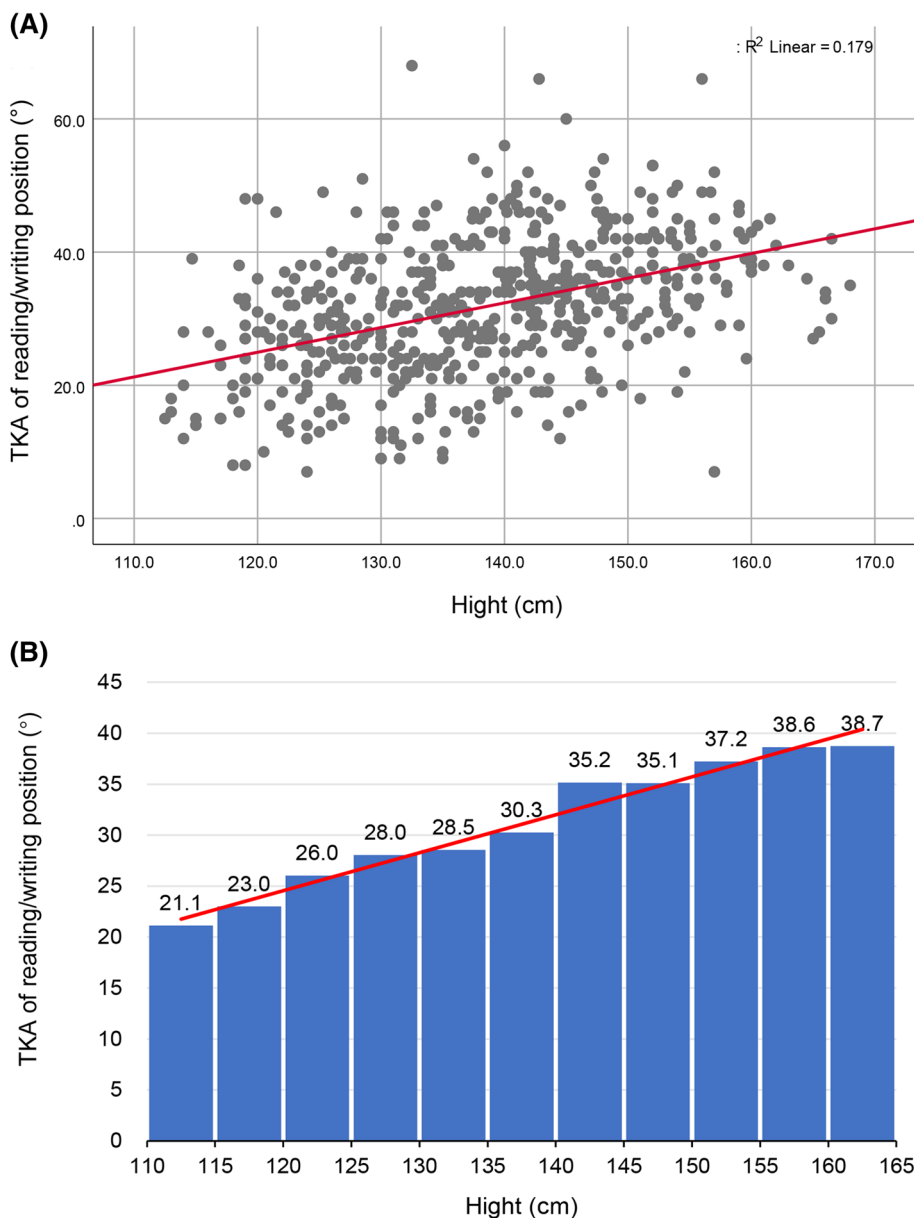 (A)
: R² Linear = 0.179
TKA of reading/writing position (°)
60.0
40.0
20.0
.0
110.0 120.0 130.0 140.0 150.0 160.0 170.0
Hight (cm)
(B)
TKA of reading/writing position (°)
45
40
35
30
25
20
15
10
5
0
21.1 23.0 26.0 28.0 28.5 30.3 35.2 35.1 37.2 38.6 38.7
110 115 120 125 130 135 140 145 150 155 160 165
Hight (cm)